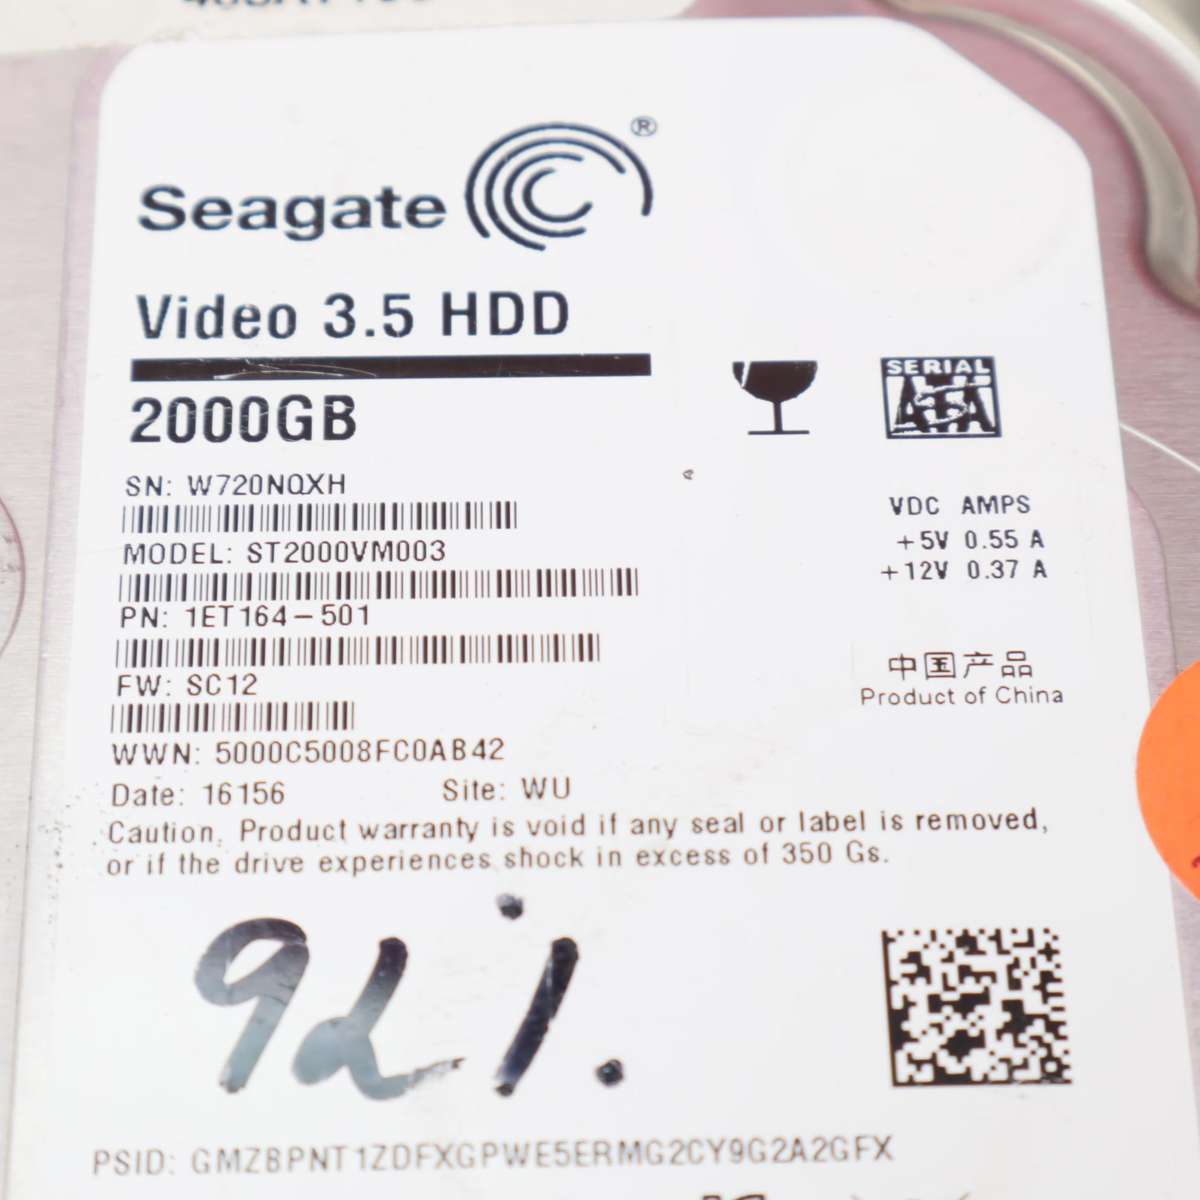 Seagate®
Video 3.5 HDD
2000GB
SERIAL
ATA
SN: W720NQXH
VDC AMPS
MODEL: ST2000VM003
+5V 0.55 A
+12V 0.37 A
PN: 1ET164-501
中国产品
FW: SC12
Product of China
WWN: 5000C5008FC0AB42
Date: 16156 Site: WU
Caution, Product warranty is void if any seal or label is removed,
or if the drive experiences shock in excess of 350 Gs.
92%
PSID: GMZBPNT1ZDFXGPWE5ERMG2CY9G2A2GFX